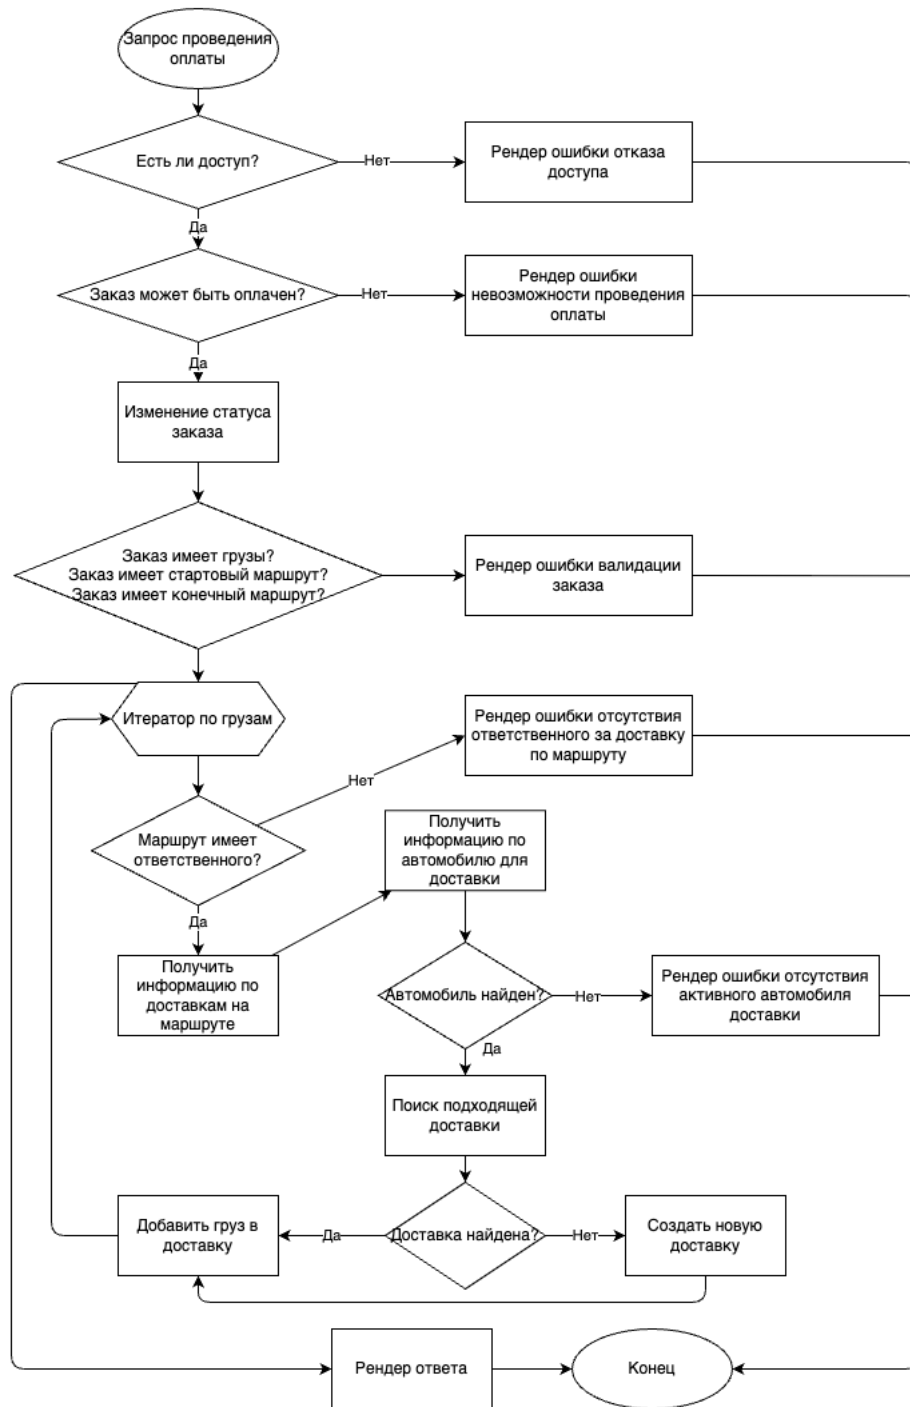 Запрос проведения
оплаты
Есть ли доступ?
Нет
Рендер ошибки отказа
доступа
Да
Заказ может быть оплачен?
Нет
Рендер ошибки
невозможности проведения
оплаты
Да
Изменение статуса
заказа
Заказ имеет грузы?
Заказ имеет стартовый маршрут?
Заказ имеет конечный маршрут?
Рендер ошибки валидации
заказа
Итератор по грузам
Рендер ошибки отсутствия
ответственного за доставку
по маршруту
Нет
Маршрут имеет
ответственного?
Получить
информацию по
автомобилю для
доставки
Да
Получить
информацию по
доставкам на
маршруте
Автомобиль найден?
Нет
Рендер ошибки отсутствия
активного автомобиля
доставки
Да
Поиск подходящей
доставки
Добавить груз в
доставку
Да
Доставка найдена?
Нет
Создать новую
доставку
Рендер ответа
Конец